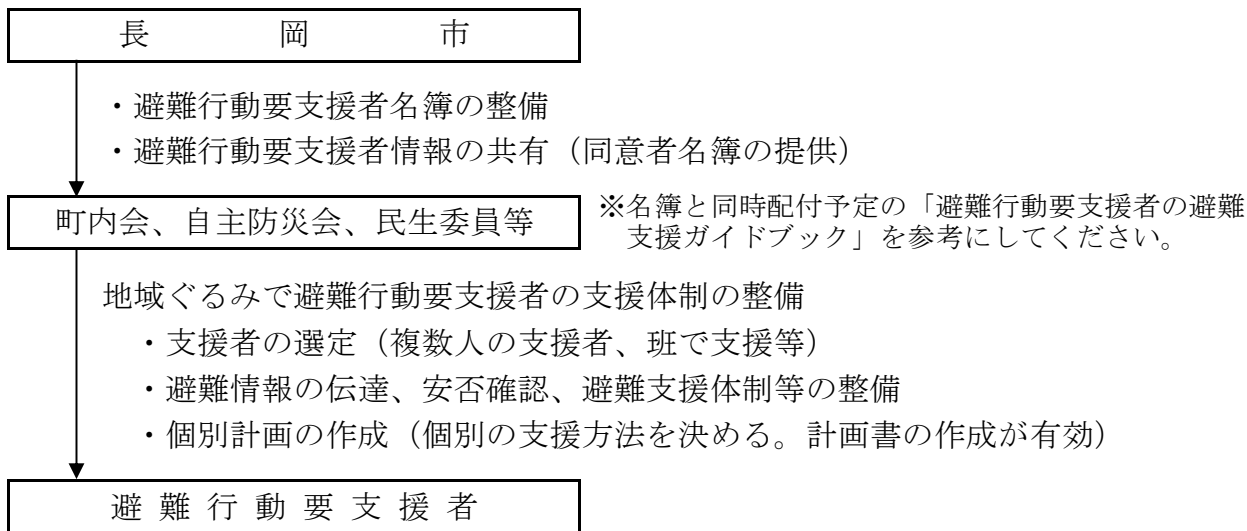 長岡市
・避難行動要支援者名簿の整備
・避難行動要支援者情報の共有（同意者名簿の提供）
町内会、自主防災会、民生委員等
※名簿と同時配付予定の「避難行動要支援者の避難
支援ガイドブック」を参考にしてください。
地域ぐるみで避難行動要支援者の支援体制の整備
・支援者の選定（複数人の支援者、班で支援等）
・避難情報の伝達、安否確認、避難支援体制等の整備
・個別計画の作成（個別の支援方法を決める。計画書の作成が有効）
避難行動要支援者